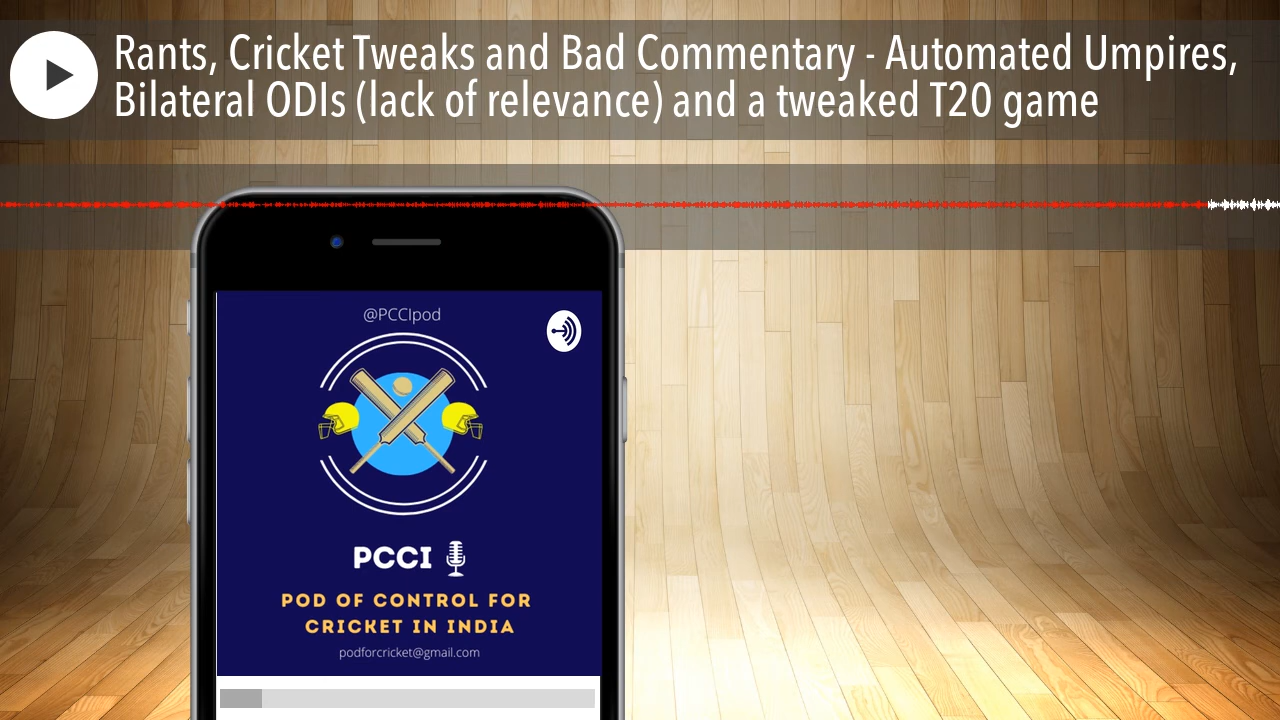 Rants, Cricket Tweaks and Bad Commentary - Automated Umpires,
Bilateral ODIs (lack of relevance) and a tweaked T20 game
@PCCIpod
PCCI
POD OF CONTROL FOR
CRICKET IN INDIA
podforcricket@gmail.com